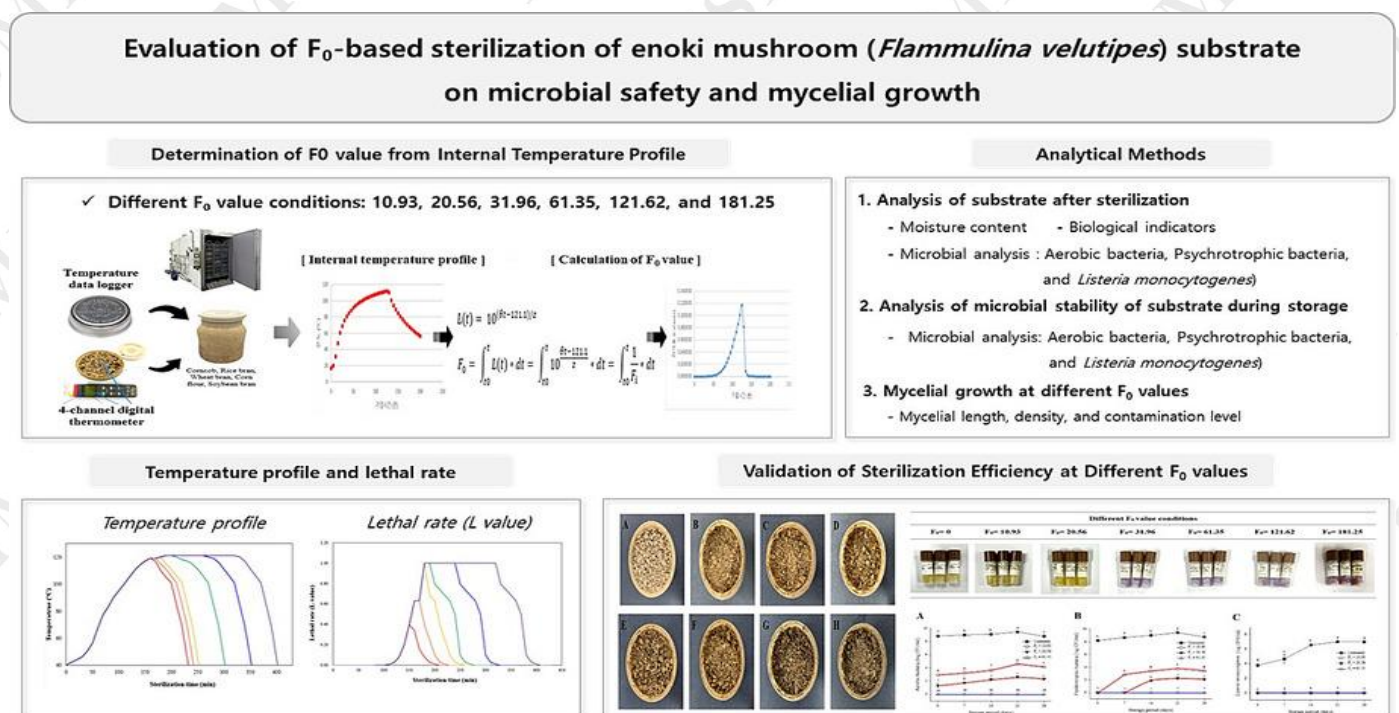 Evaluation of F₀-based sterilization of enoki mushroom (Flammulina velutipes) substrate
on microbial safety and mycelial growth
Determination of F0 value from Internal Temperature Profile
✓ Different F₀ value conditions: 10.93, 20.56, 31.96, 61.35, 121.62, and 181.25
Temperature
data logger
4-channel digital
thermometer
Corncob, Rice bran,
Wheat bran, Corn
flour, Soybean bran
[ Internal temperature profile ]
[ Calculation of F₀ value ]
Analytical Methods
1. Analysis of substrate after sterilization
- Moisture content - Biological indicators
- Microbial analysis : Aerobic bacteria, Psychrotrophic bacteria,
and Listeria monocytogenes)
2. Analysis of microbial stability of substrate during storage
- Microbial analysis: Aerobic bacteria, Psychrotrophic bacteria,
and Listeria monocytogenes)
3. Mycelial growth at different F₀ values
- Mycelial length, density, and contamination level
Temperature profile and lethal rate
Temperature profile
Temperature (°C)
Sterilization time (min)
Lethal rate (L value)
Lethal rate (L value)
Sterilization time (min)
Validation of Sterilization Efficiency at Different F₀ values
A B C D
E F G H
Different F₀ value conditions
F₀= 0 F₀= 10.93 F₀= 20.56 F₀= 31.96 F₀= 61.35 F₀= 121.62 F₀= 181.25
A B C